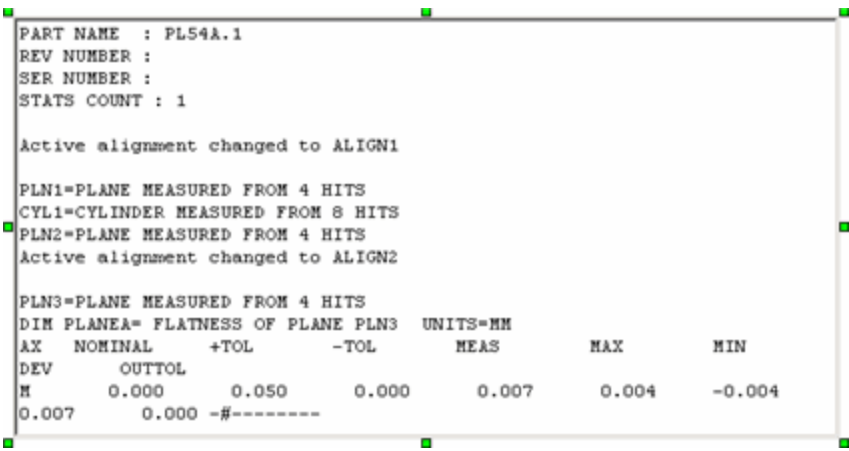 PART NAME  : PL54A.1
REV NUMBER :
SER NUMBER :
STATS COUNT : 1
Active alignment changed to ALIGN1
PLN1=PLANE MEASURED FROM 4 HITS
CYL1=CYLINDER MEASURED FROM 8 HITS
PLN2=PLANE MEASURED FROM 4 HITS
Active alignment changed to ALIGN2
PLN3=PLANE MEASURED FROM 4 HITS
DIM PLANEA= FLATNESS OF PLANE PLN3  UNITS=MM
AX   NOMINAL   +TOL   -TOL   MEAS   MAX   MIN
DEV   OUTTOL
M   0.000   0.050   0.000   0.007   0.004   -0.004
0.007   0.000 -#--------